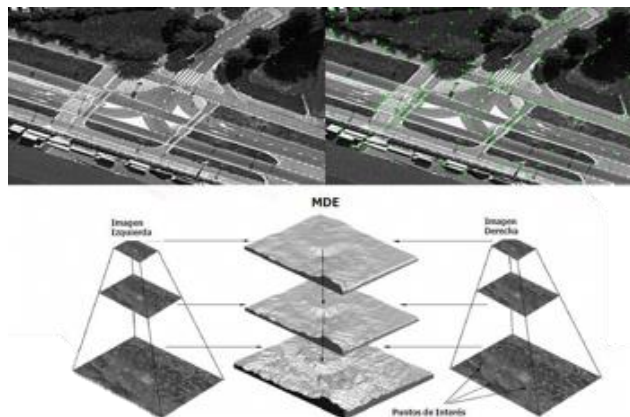 MDE
Imagen
Izquierda
Imagen
Derecha
Puntos de Interés